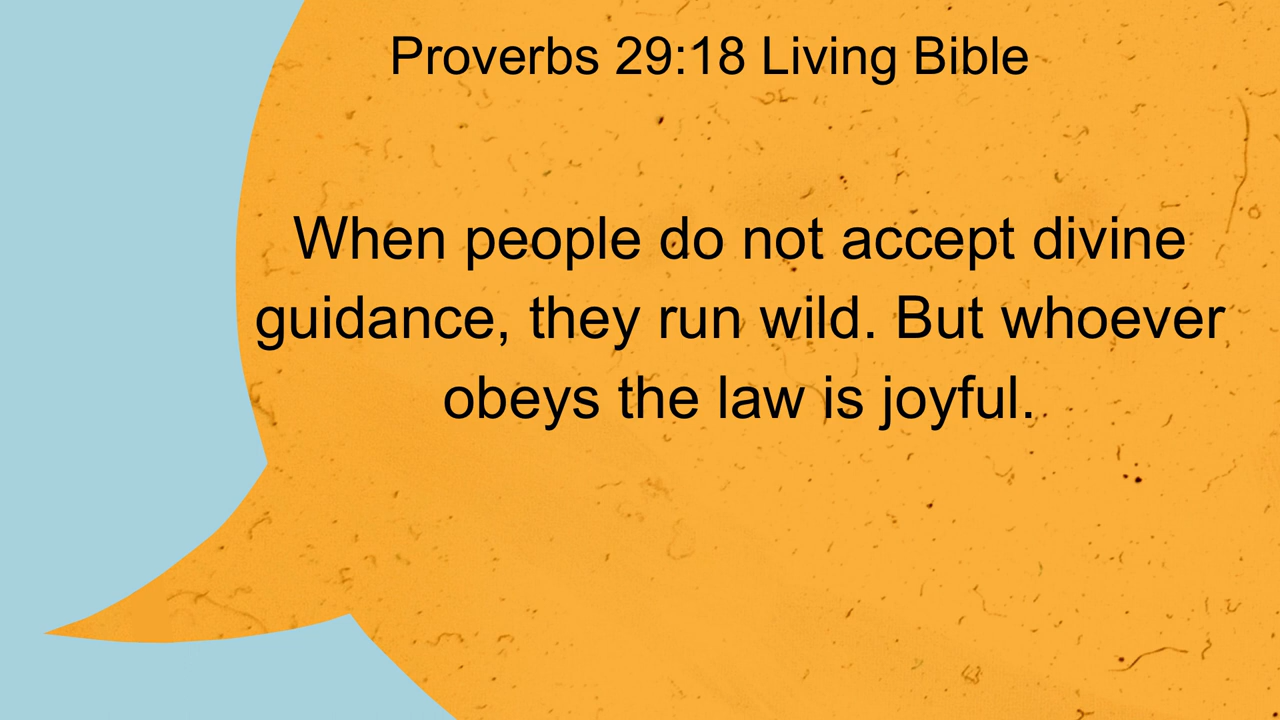 Proverbs 29:18 Living Bible
When people do not accept divine
guidance, they run wild. But whoever
obeys the law is joyful.